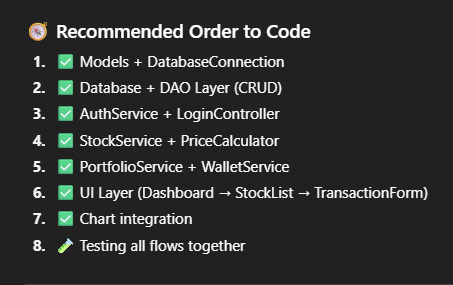 🧭 Recommended Order to Code
1. ✅ Models + DatabaseConnection
2. ✅ Database + DAO Layer (CRUD)
3. ✅ AuthService + LoginController
4. ✅ StockService + PriceCalculator
5. ✅ PortfolioService + WalletService
6. ✅ UI Layer (Dashboard → StockList → TransactionForm)
7. ✅ Chart integration
8. 🧪 Testing all flows together